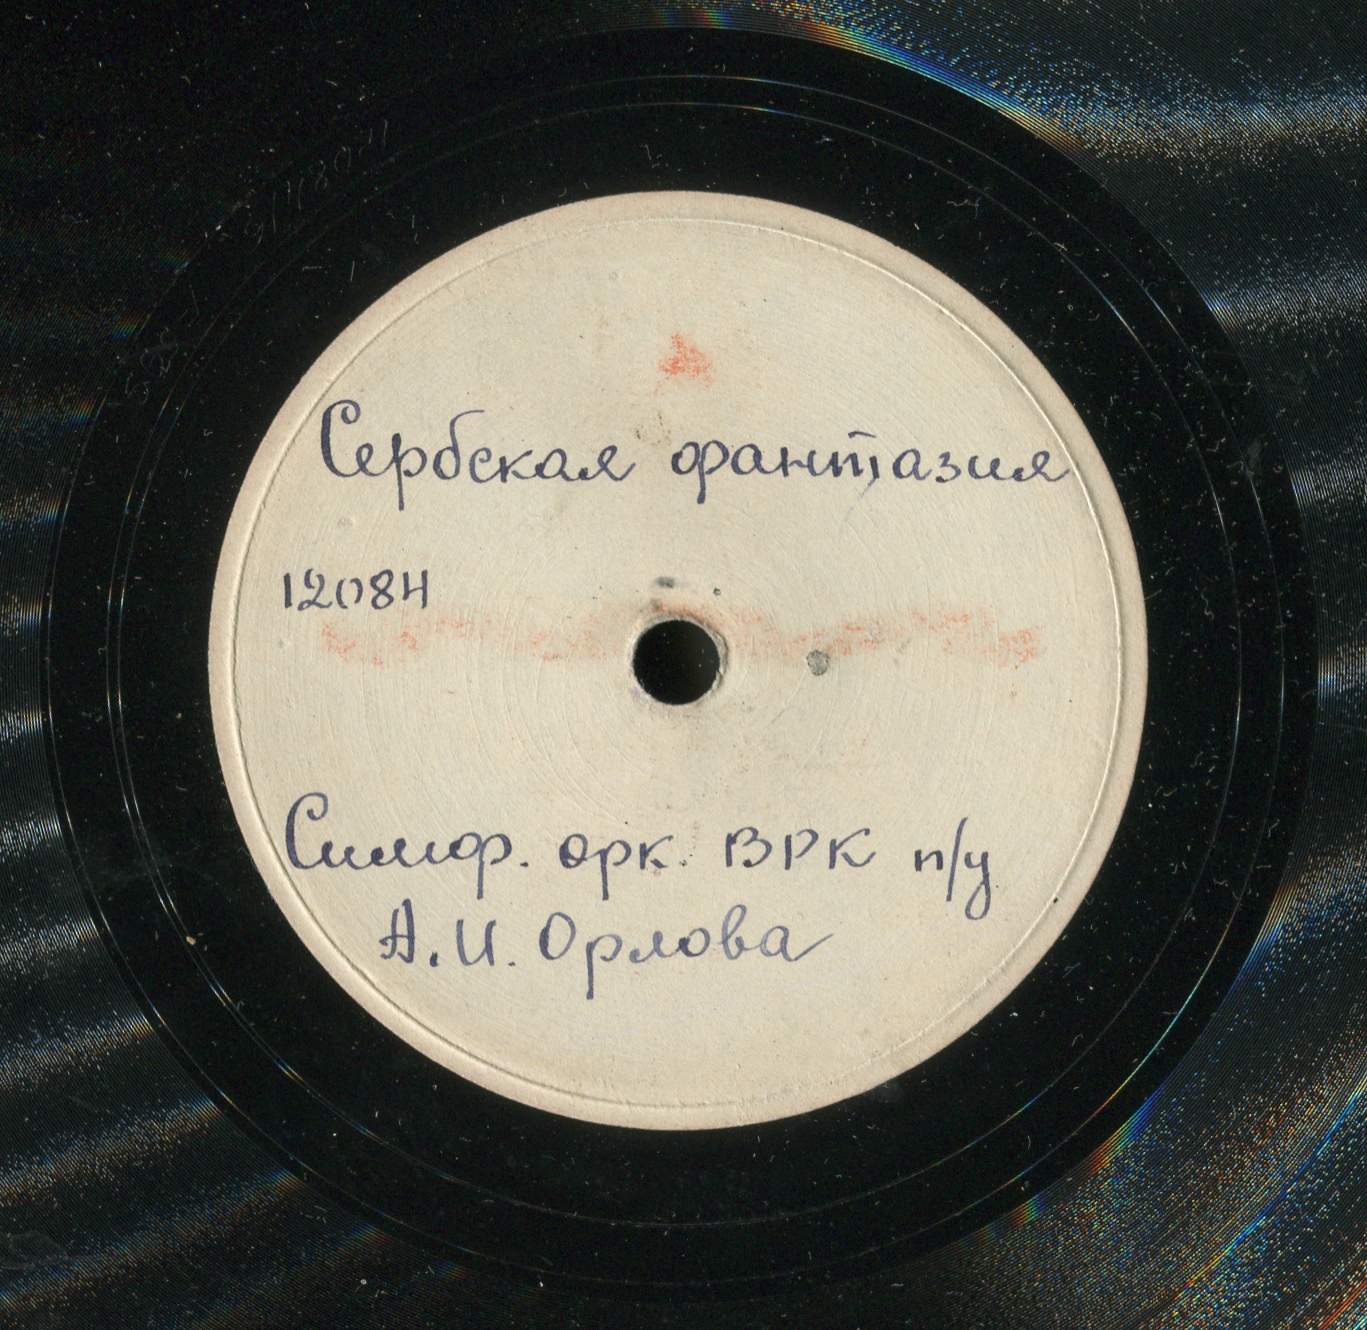 Сербская фантазия
12084
Симф. орк. ВРК п/у
А.И. Орлова